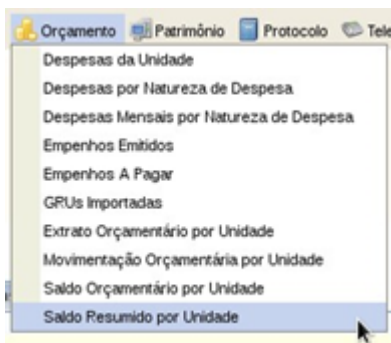 Orçamento Patrimônio Protocolo Tele
Despesas da Unidade
Despesas por Natureza de Despesa
Despesas Mensais por Natureza de Despesa
Empenhos Emitidos
Empenhos A Pagar
GRUs Importadas
Extrato Orçamentário por Unidade
Movimentação Orçamentária por Unidade
Saldo Orçamentário por Unidade
Saldo Resumido por Unidade